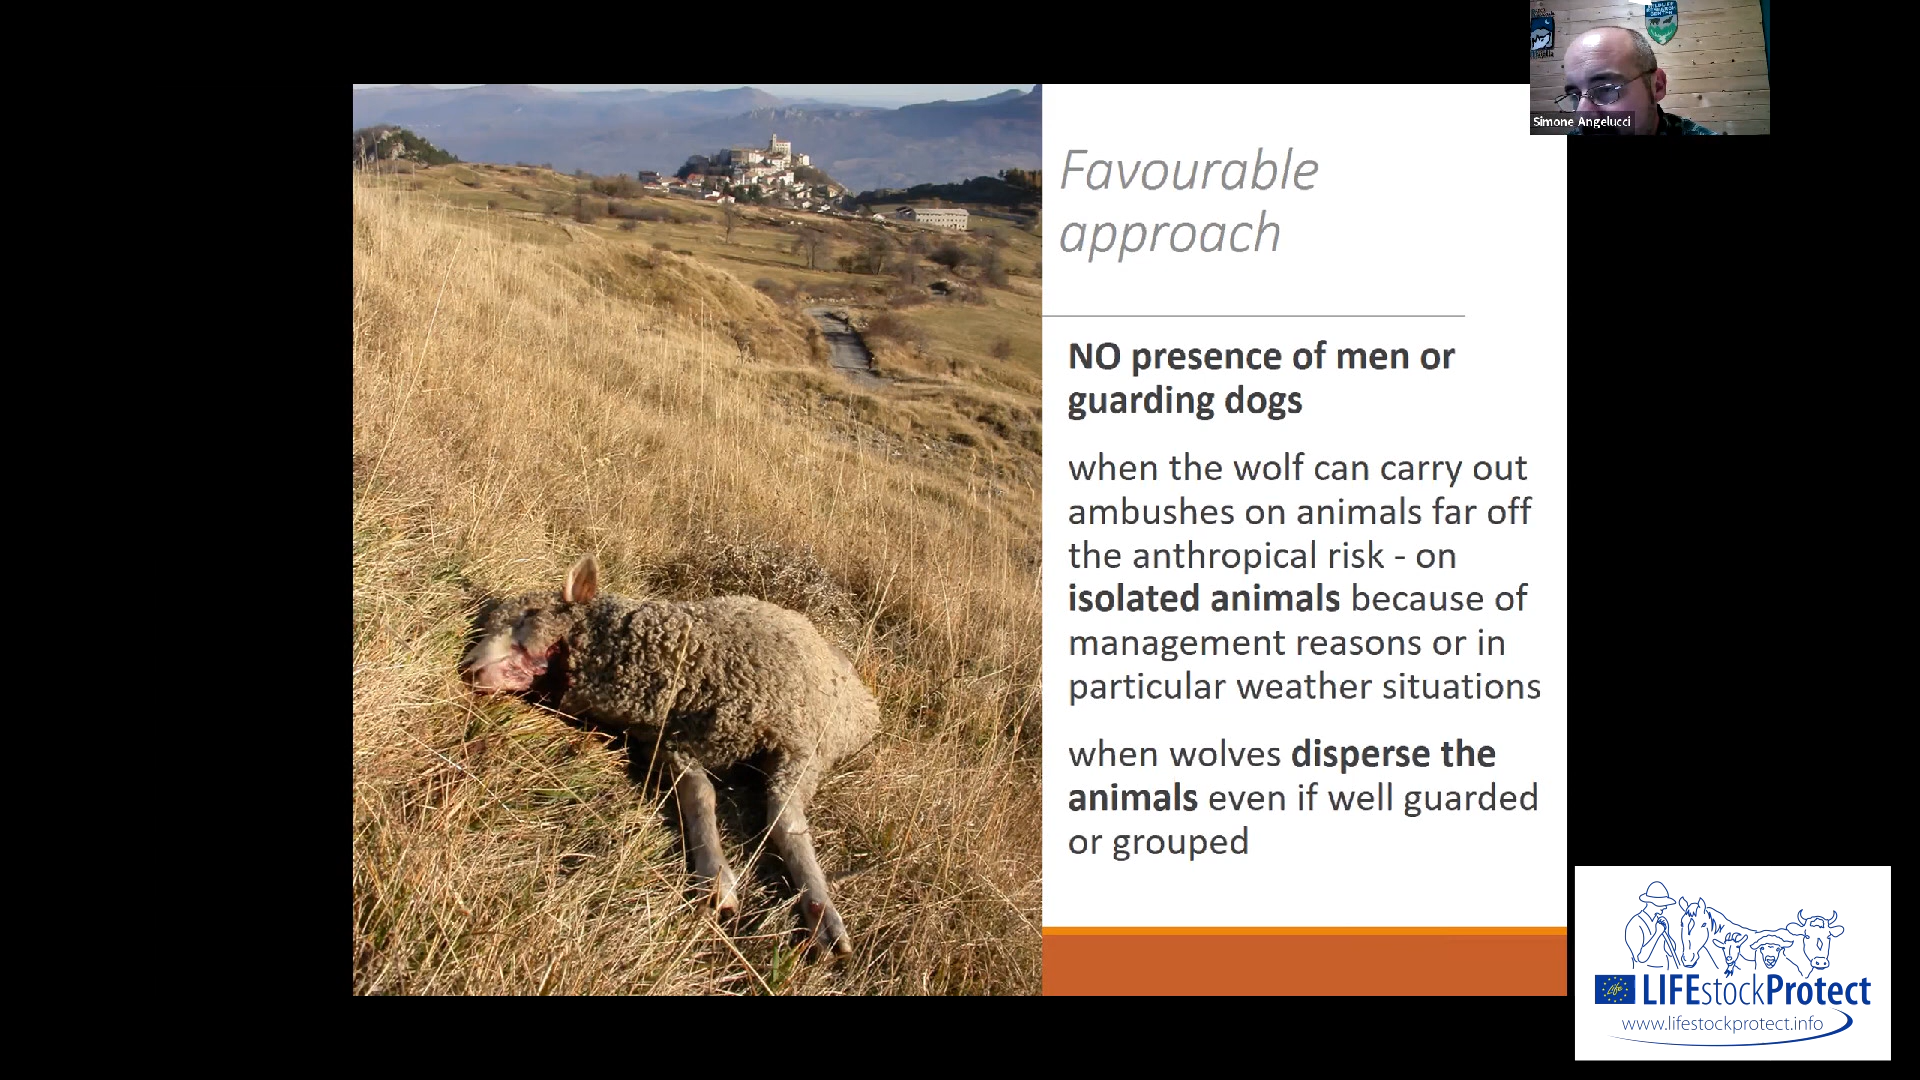 Simone Angelucci
Favourable
approach
NO presence of men or
guarding dogs
when the wolf can carry out
ambushes on animals far off
the anthropical risk - on
isolated animals because of
management reasons or in
particular weather situations
when wolves disperse the
animals even if well guarded
or grouped
LIFEstockProtect
www.lifestockprotect.info